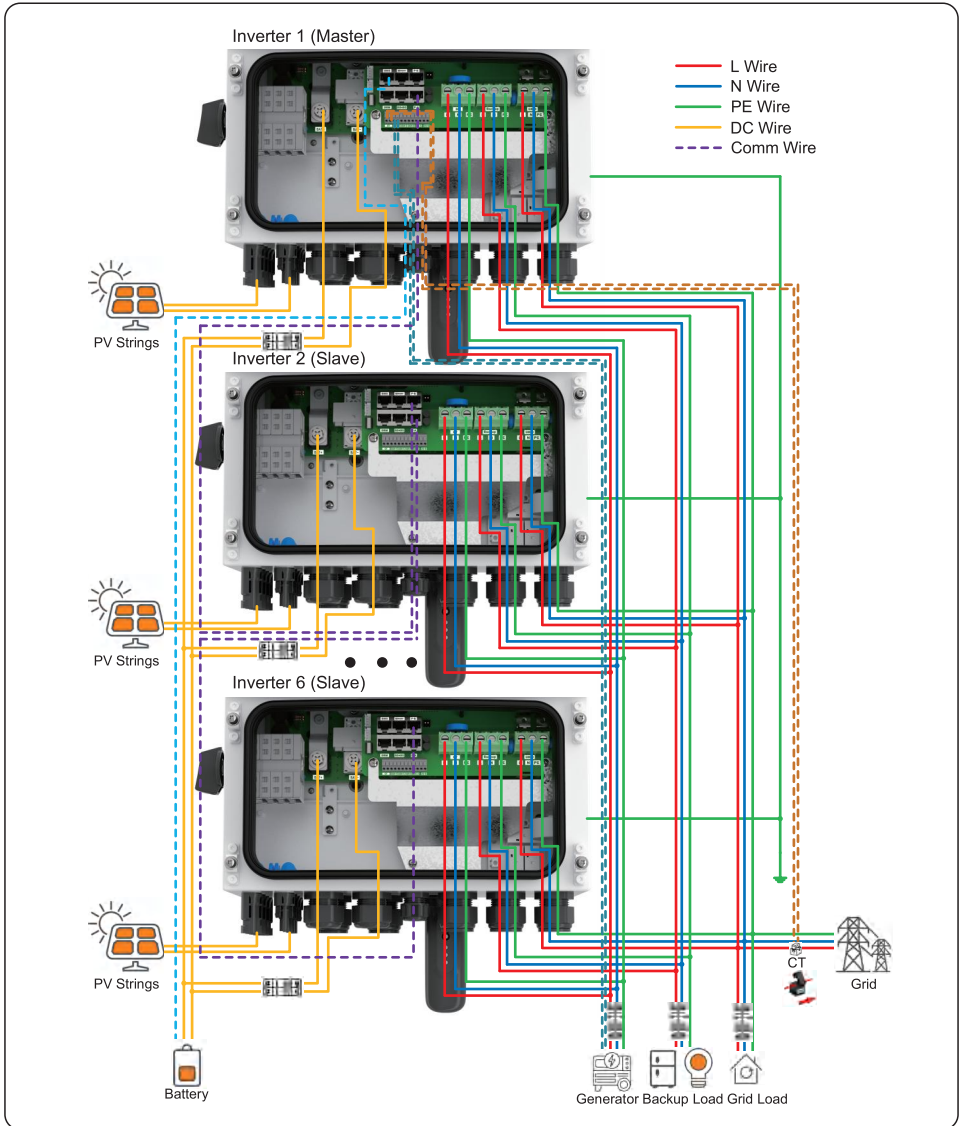 Inverter 1 (Master)
L Wire
N Wire
PE Wire
DC Wire
Comm Wire
PV Strings
Inverter 2 (Slave)
PV Strings
Inverter 6 (Slave)
PV Strings
CT
Grid
Battery
Generator
Backup Load
Grid Load